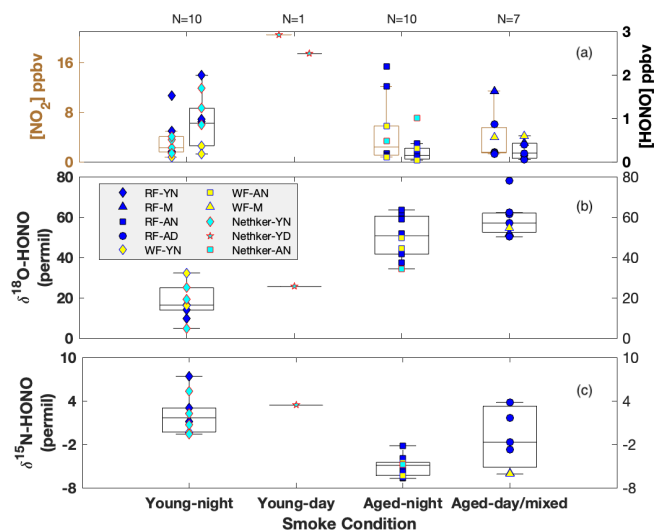 N=10 N=1 N=10 N=7
(a)
[NO2] ppbv
16
8
0
[HONO] ppbv
3
2
1
0
(b)
δ18O-HONO
(permil)
80
60
40
20
0
80
60
40
20
0
RF-YN WF-AN
RF-M WF-M
RF-AN Nethker-YN
RF-AD Nethker-YD
WF-YN Nethker-AN
(c)
δ15N-HONO
(permil)
10
4
-2
-8
10
4
-2
-8
Young-night Young-day Aged-night Aged-day/mixed
Smoke Condition